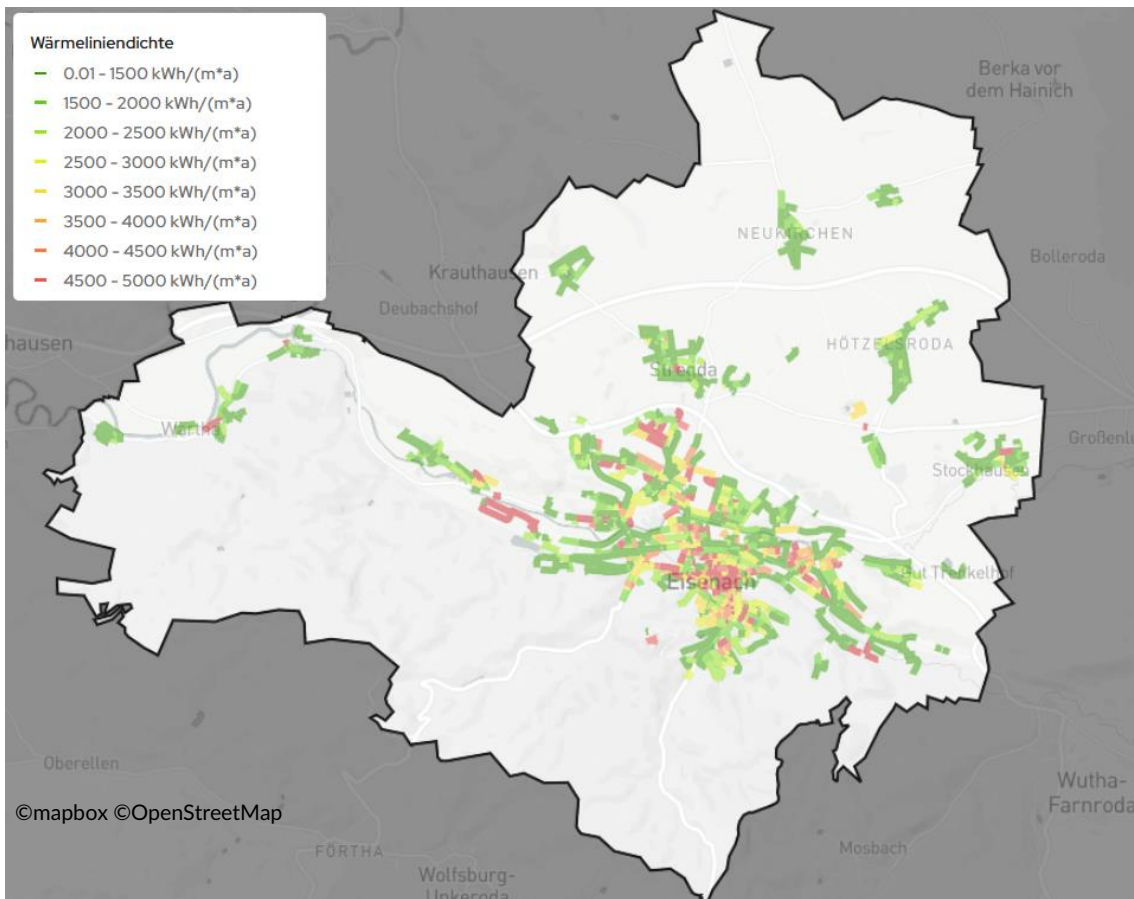 Wärmeliniendichte
0.01 - 1500 kWh/(m*a)
1500 - 2000 kWh/(m*a)
2000 - 2500 kWh/(m*a)
2500 - 3000 kWh/(m*a)
3000 - 3500 kWh/(m*a)
3500 - 4000 kWh/(m*a)
4000 - 4500 kWh/(m*a)
4500 - 5000 kWh/(m*a)
Berka vor
dem Hainich
NEUKIRCHEN
Bolleroda
Krauthausen
Deubachshof
hausen
HÖTZELSRODA
Stregda
Wartha
Großenlu
Stockhausen
Eisenach
Gut Trenkelhof
Oberellen
Wutha-
Farnroda
©mapbox ©OpenStreetMap
FÖRTHA
Mosbach
Wolfsburg-
Unkeroda